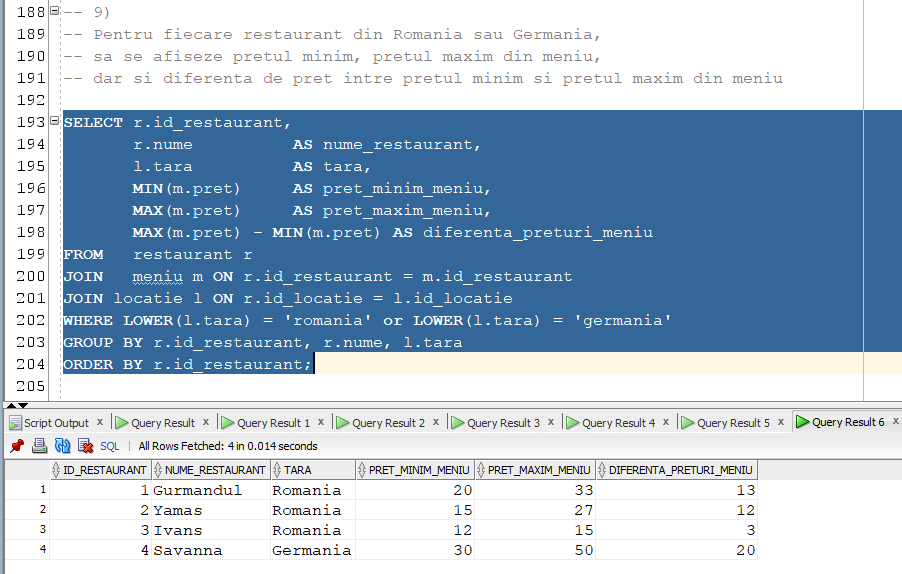 188 -- 9)
189 -- Pentru fiecare restaurant din Romania sau Germania,
190 -- sa se afiseze pretul minim, pretul maxim din meniu,
191 -- dar si diferenta de pret intre pretul minim si pretul maxim din meniu
192
193 SELECT r.id_restaurant,
194 r.nume AS nume_restaurant,
195 l.tara AS tara,
196 MIN(m.pret) AS pret_minim_meniu,
197 MAX(m.pret) AS pret_maxim_meniu,
198 MAX(m.pret) - MIN(m.pret) AS diferenta_preturi_meniu
199 FROM restaurant r
200 JOIN meniu m ON r.id_restaurant = m.id_restaurant
201 JOIN locatie l ON r.id_locatie = l.id_locatie
202 WHERE LOWER(l.tara) = 'romania' or LOWER(l.tara) = 'germania'
203 GROUP BY r.id_restaurant, r.nume, l.tara
204 ORDER BY r.id_restaurant;
205
Script Output x Query Result x Query Result 1 x Query Result 2 x Query Result 3 x Query Result 4 x Query Result 5 x Query Result 6 x
SQL | All Rows Fetched: 4 in 0.014 seconds
ID_RESTAURANT NUME_RESTAURANT TARA PRET_MINIM_MENIU PRET_MAXIM_MENIU DIFERENTA_PRETURI_MENIU
1 1 Gurmandul Romania 20 33 13
2 2 Yamas Romania 15 27 12
3 3 Ivans Romania 12 15 3
4 4 Savanna Germania 30 50 20